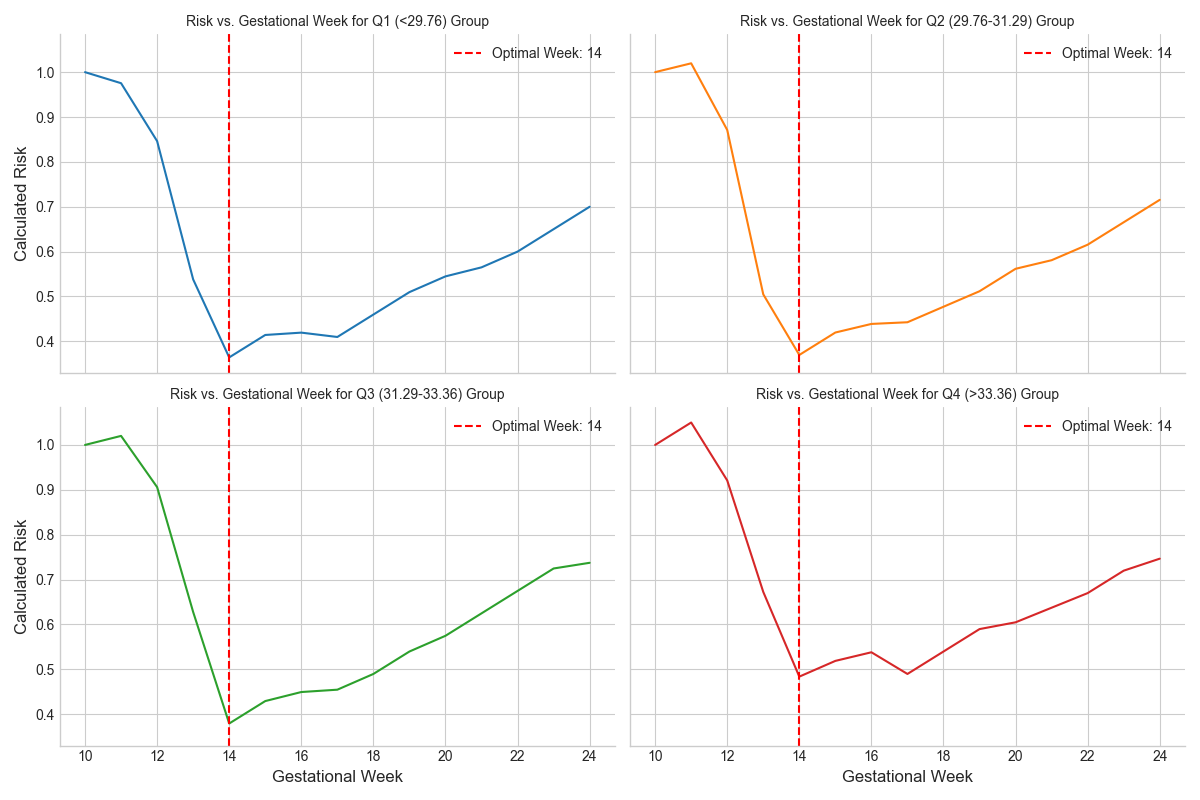 Risk vs. Gestational Week for Q1 (<29.76) Group
Optimal Week: 14
1.0
0.9
0.8
0.7
0.6
0.5
0.4
Calculated Risk
Risk vs. Gestational Week for Q2 (29.76-31.29) Group
Optimal Week: 14
Risk vs. Gestational Week for Q3 (31.29-33.36) Group
Optimal Week: 14
1.0
0.9
0.8
0.7
0.6
0.5
0.4
Calculated Risk
10 12 14 16 18 20 22 24
Gestational Week
Risk vs. Gestational Week for Q4 (>33.36) Group
Optimal Week: 14
10 12 14 16 18 20 22 24
Gestational Week